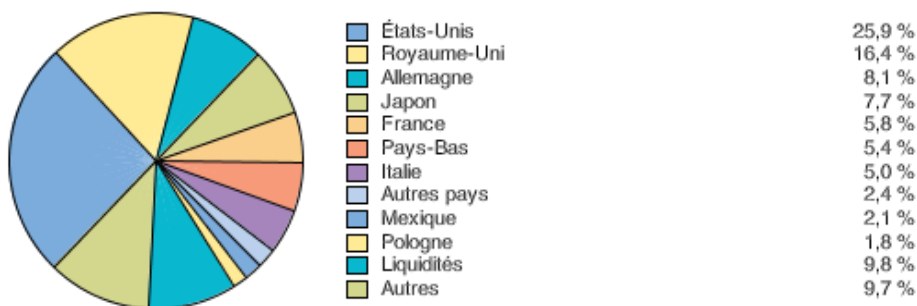 États-Unis 25,9 %
Royaume-Uni 16,4 %
Allemagne 8,1 %
Japon 7,7 %
France 5,8 %
Pays-Bas 5,4 %
Italie 5,0 %
Autres pays 2,4 %
Mexique 2,1 %
Pologne 1,8 %
Liquidités 9,8 %
Autres 9,7 %